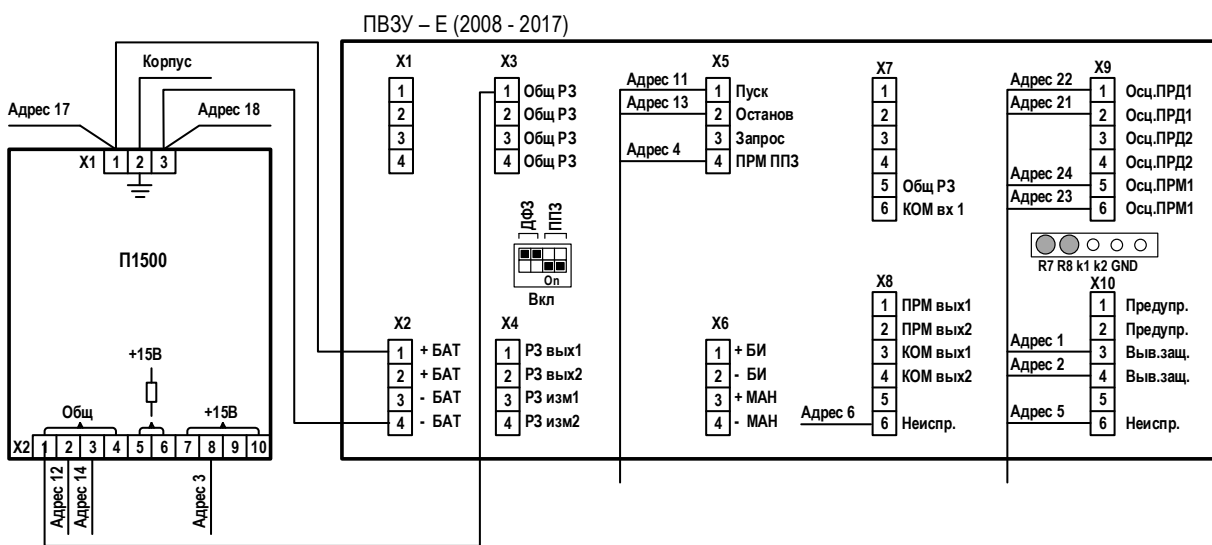 ПВЗУ – Е (2008 - 2017)
Корпус
Адрес 17
Адрес 18
X1 1 2 3
П1500
+15В
Общ
+15В
X2 1 2 3 4 5 6 7 8 9 10
Адрес 12
Адрес 14
Адрес 3
X1
1
2
3
4
X2
1 + БАТ
2 + БАТ
3 - БАТ
4 - БАТ
X3
1 Общ РЗ
2 Общ РЗ
3 Общ РЗ
4 Общ РЗ
ДФЗ
ППЗ
On
Вкл
X4
1 РЗ вых1
2 РЗ вых2
3 РЗ изм1
4 РЗ изм2
X5
Адрес 11 1 Пуск
Адрес 13 2 Останов
3 Запрос
Адрес 4 4 ПРМ ППЗ
X6
1 + БИ
2 - БИ
3 + МАН
4 - МАН
X7
1
2
3
4
5 Общ РЗ
6 КОМ вх 1
X8
1 ПРМ вых1
2 ПРМ вых2
3 КОМ вых1
4 КОМ вых2
5
Адрес 6 6 Неиспр.
X9
Адрес 22 1 Осц.ПРД1
Адрес 21 2 Осц.ПРД1
3 Осц.ПРД2
4 Осц.ПРД2
Адрес 24 5 Осц.ПРМ1
Адрес 23 6 Осц.ПРМ1
R7 R8 k1 k2 GND
X10
1 Предупр.
2 Предупр.
Адрес 1 3 Выв.защ.
Адрес 2 4 Выв.защ.
5
Адрес 5 6 Неиспр.